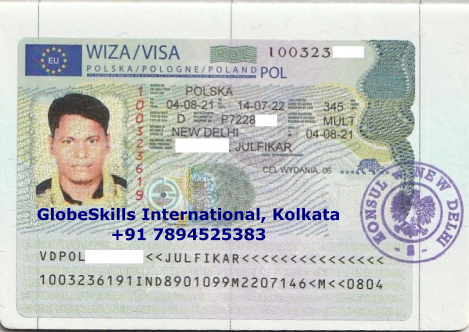 WIZA/VISA
100323
EU
POLSKA/POLOGNE/POLAND
POL
POLSKA
04-08-21 14-07-22 345
D P7228 MULT
NEW DELHI 04-08-21
JULFIKAR
CEL WYDANIA: 05
1003236191
KONSUL W NEW DELHI
- 2 -
GlobeSkills International, Kolkata
+91 7894525383
VDPOL <<JULFIKAR<<<<<<<<<<<<<<<
1003236191IND8901099M2207146<M<<0804